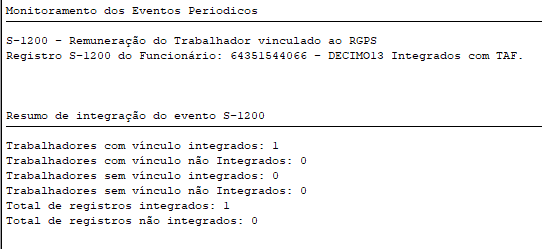 Monitoramento dos Eventos Periodicos
S-1200 - Remuneração do Trabalhador vinculado ao RGPS
Registro S-1200 do Funcionário: 64351544066 - DECIMO13 Integrados com TAF.
Resumo de integração do evento S-1200
Trabalhadores com vínculo integrados: 1
Trabalhadores com vínculo não Integrados: 0
Trabalhadores sem vínculo integrados: 0
Trabalhadores sem vínculo não Integrados: 0
Total de registros integrados: 1
Total de registros não integrados: 0